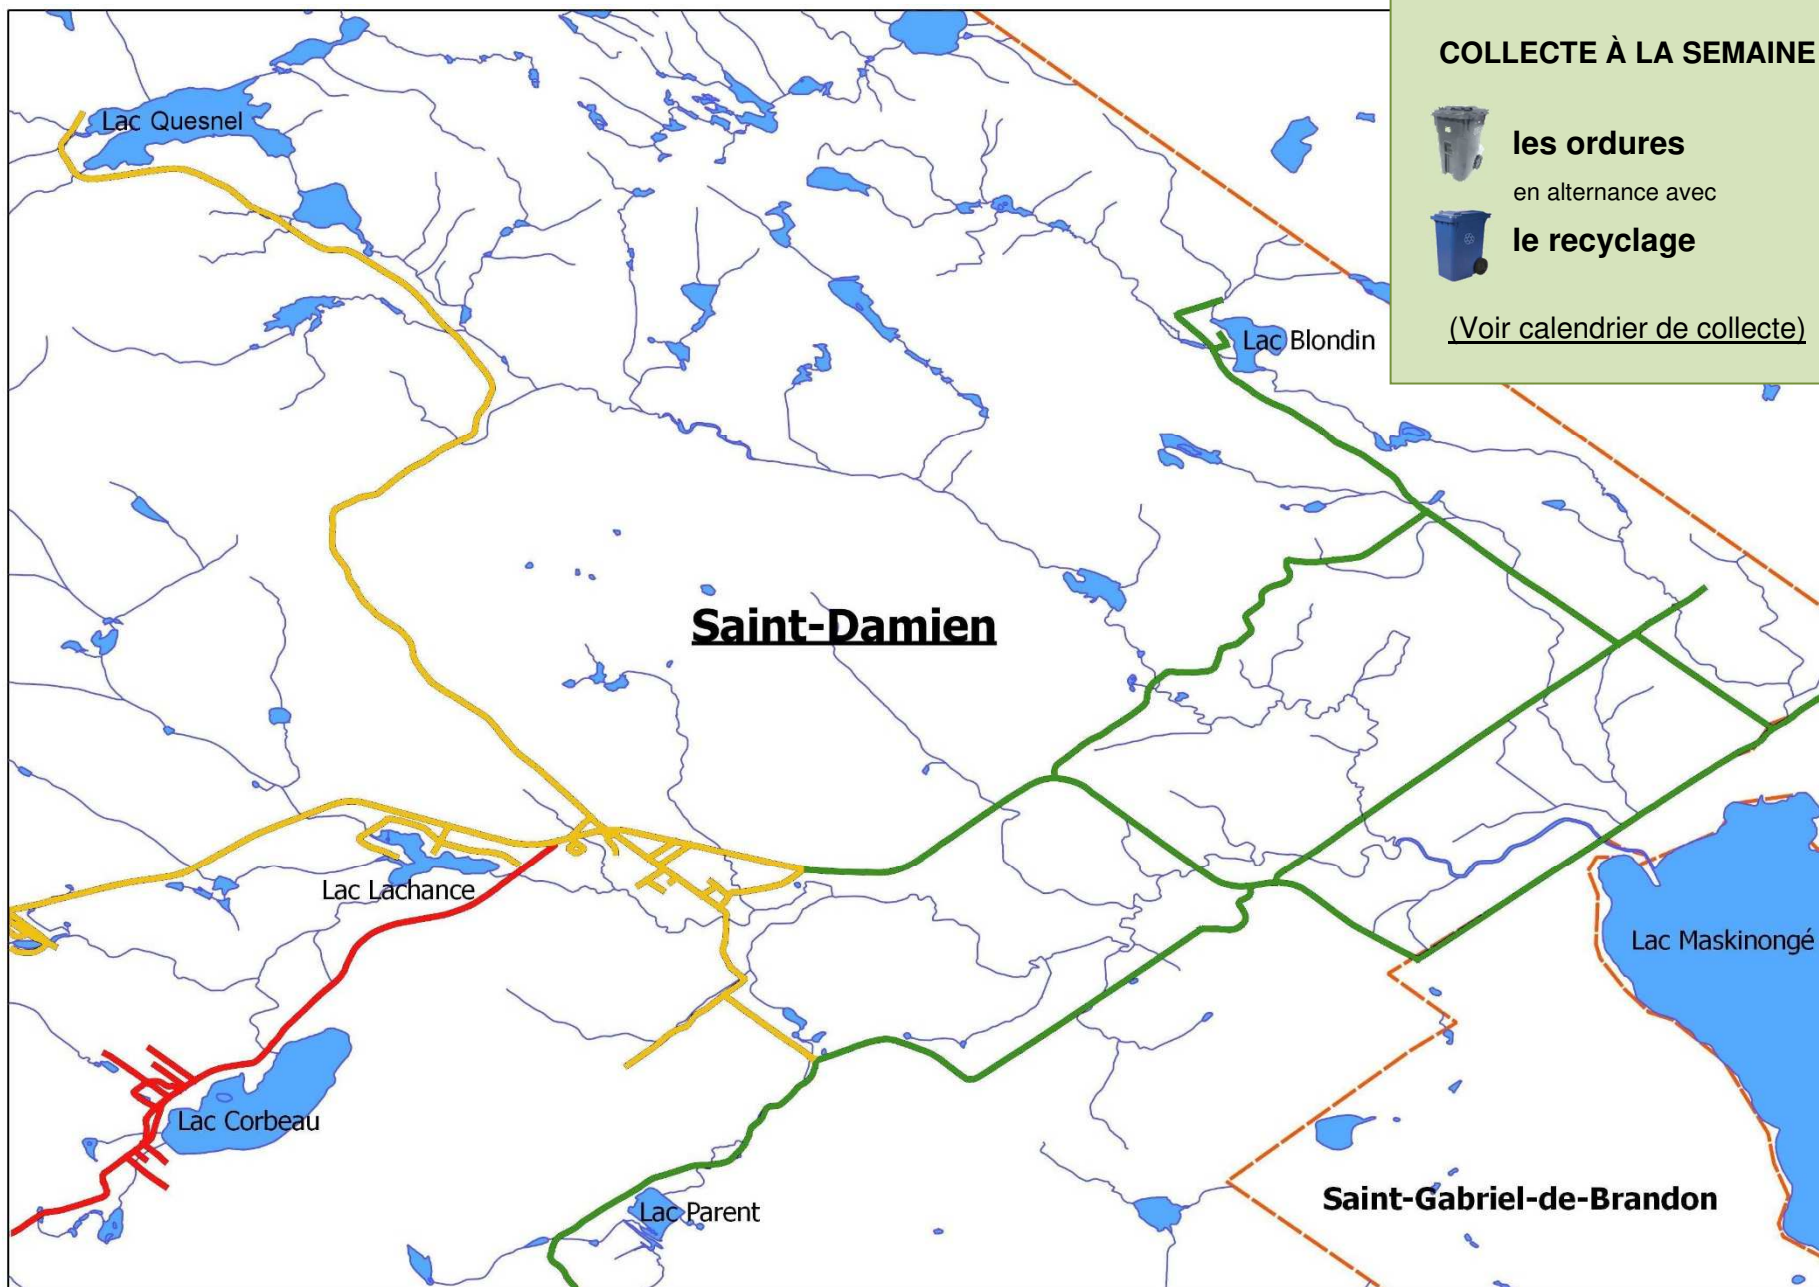 COLLECTE À LA SEMAINE
les ordures
en alternance avec
le recyclage
(Voir calendrier de collecte)
Lac Quesnel
Lac Blondin
Saint-Damien
Lac Lachance
Lac Maskinongé
Lac Corbeau
Lac Parent
Saint-Gabriel-de-Brandon